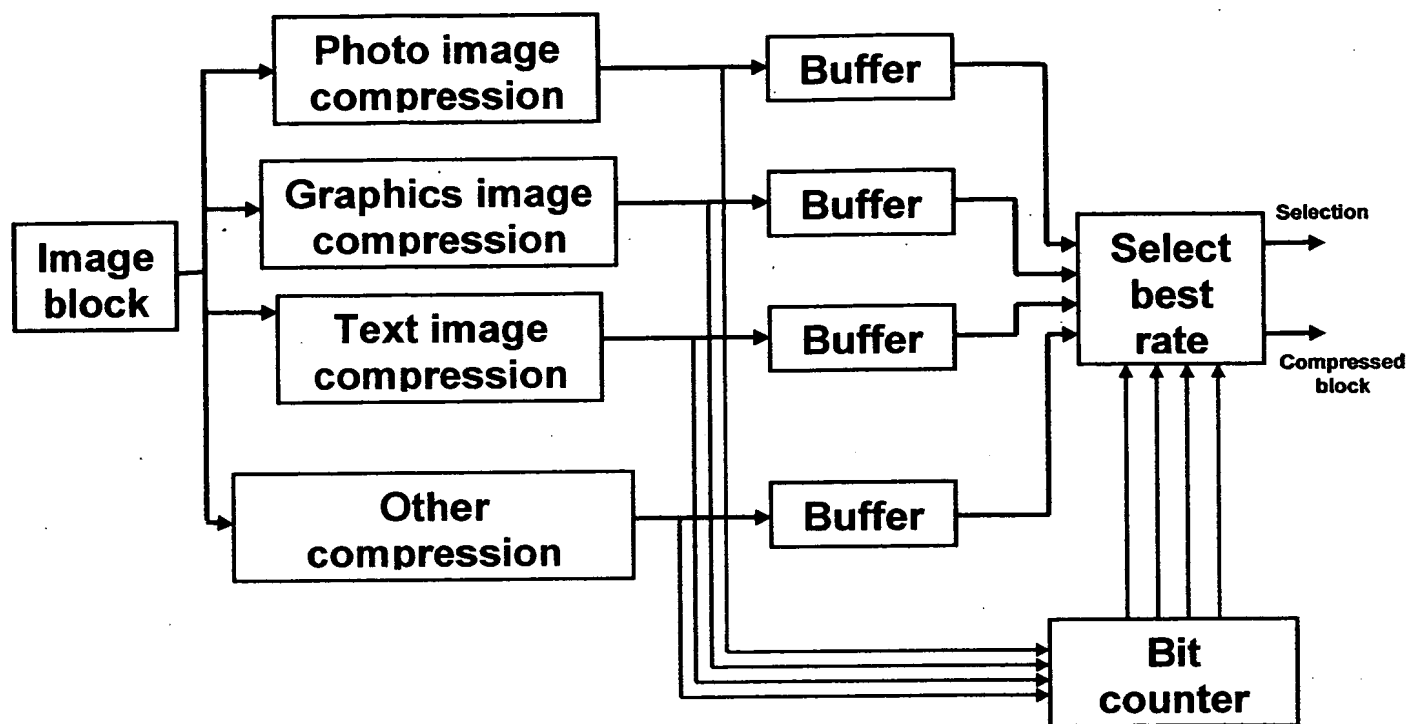 Photo image
compression
Buffer
Graphics image
compression
Buffer
Selection
Image
block
Select
best
rate
Text image
compression
Buffer
Compressed
block
Other
compression
Buffer
Bit
counter